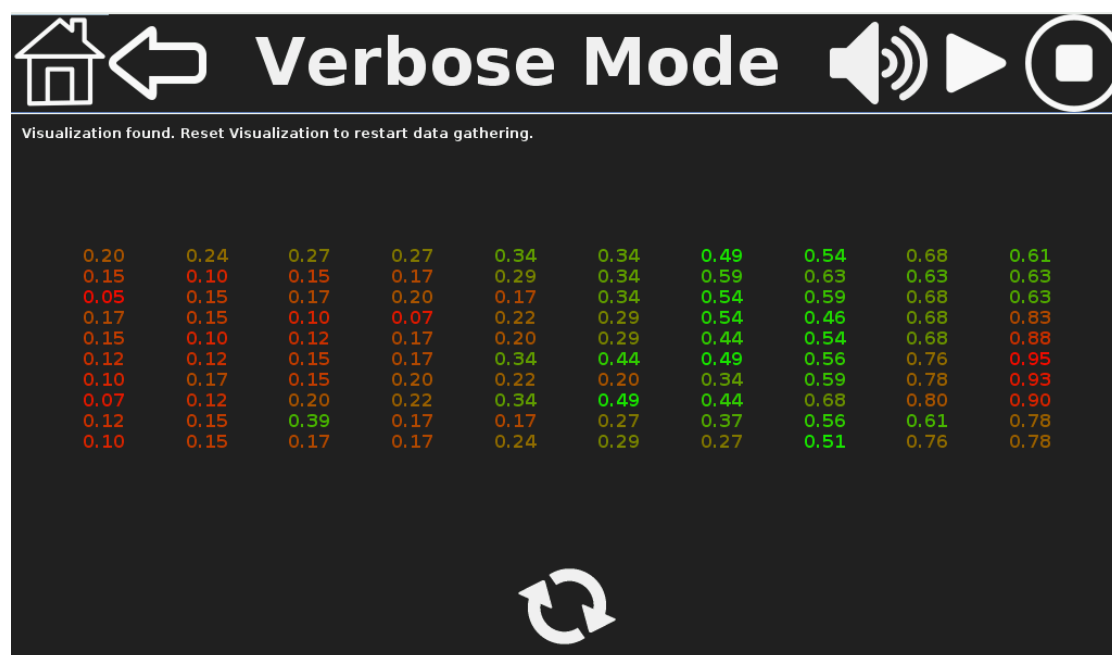 Verbose Mode
Visualization found. Reset Visualization to restart data gathering.
0.20 0.24 0.27 0.27 0.34 0.34 0.49 0.54 0.68 0.61
0.15 0.10 0.15 0.17 0.29 0.34 0.59 0.63 0.63 0.63
0.05 0.15 0.17 0.20 0.17 0.34 0.54 0.59 0.68 0.63
0.17 0.15 0.10 0.07 0.22 0.29 0.54 0.46 0.68 0.83
0.15 0.10 0.12 0.17 0.20 0.29 0.44 0.54 0.68 0.88
0.12 0.12 0.15 0.17 0.34 0.44 0.49 0.56 0.76 0.95
0.10 0.17 0.15 0.20 0.22 0.20 0.34 0.59 0.78 0.93
0.07 0.12 0.20 0.22 0.34 0.49 0.44 0.68 0.80 0.90
0.12 0.15 0.39 0.17 0.17 0.27 0.37 0.56 0.61 0.78
0.10 0.15 0.17 0.17 0.24 0.29 0.27 0.51 0.76 0.78